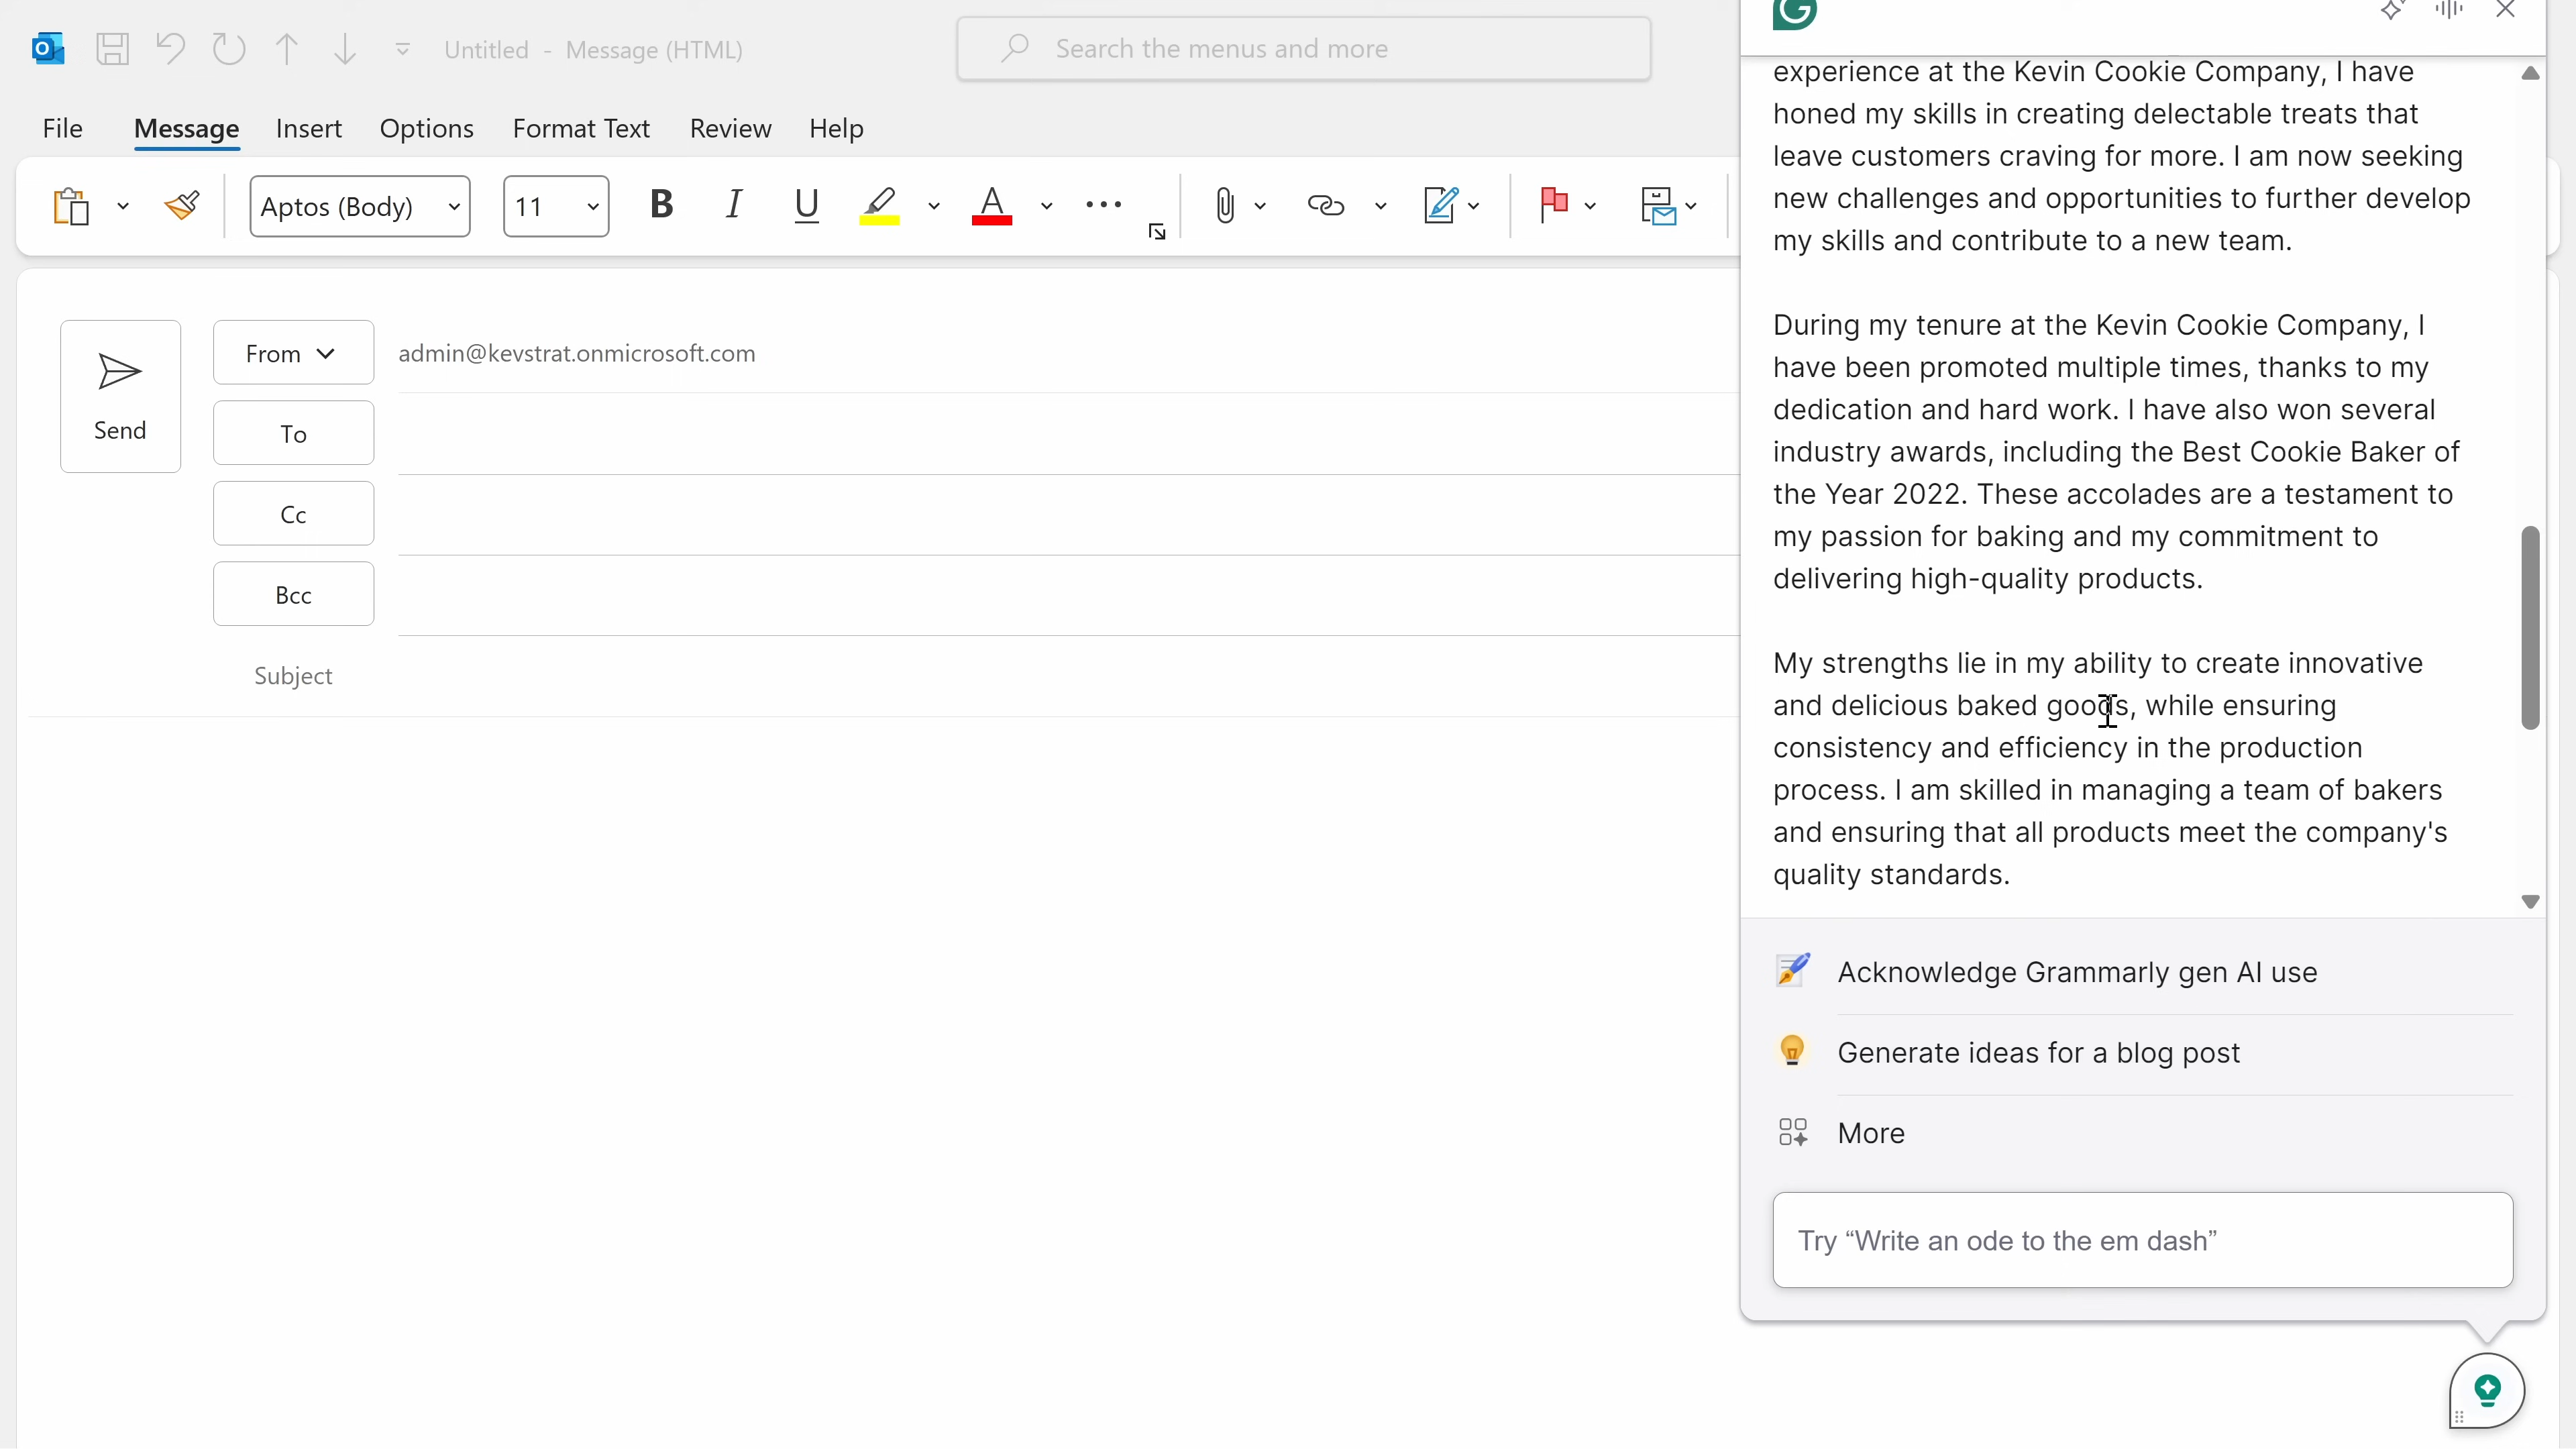 Untitled - Message (HTML)
Search the menus and more
File Message Insert Options Format Text Review Help
Aptos (Body) 11 B I U A
Send
From admin@kevstrat.onmicrosoft.com
To
Cc
Bcc
Subject
experience at the Kevin Cookie Company, I have
honed my skills in creating delectable treats that
leave customers craving for more. I am now seeking
new challenges and opportunities to further develop
my skills and contribute to a new team.
During my tenure at the Kevin Cookie Company, I
have been promoted multiple times, thanks to my
dedication and hard work. I have also won several
industry awards, including the Best Cookie Baker of
the Year 2022. These accolades are a testament to
my passion for baking and my commitment to
delivering high-quality products.
My strengths lie in my ability to create innovative
and delicious baked goods, while ensuring
consistency and efficiency in the production
process. I am skilled in managing a team of bakers
and ensuring that all products meet the company's
quality standards.
Acknowledge Grammarly gen AI use
Generate ideas for a blog post
More
Try “Write an ode to the em dash”